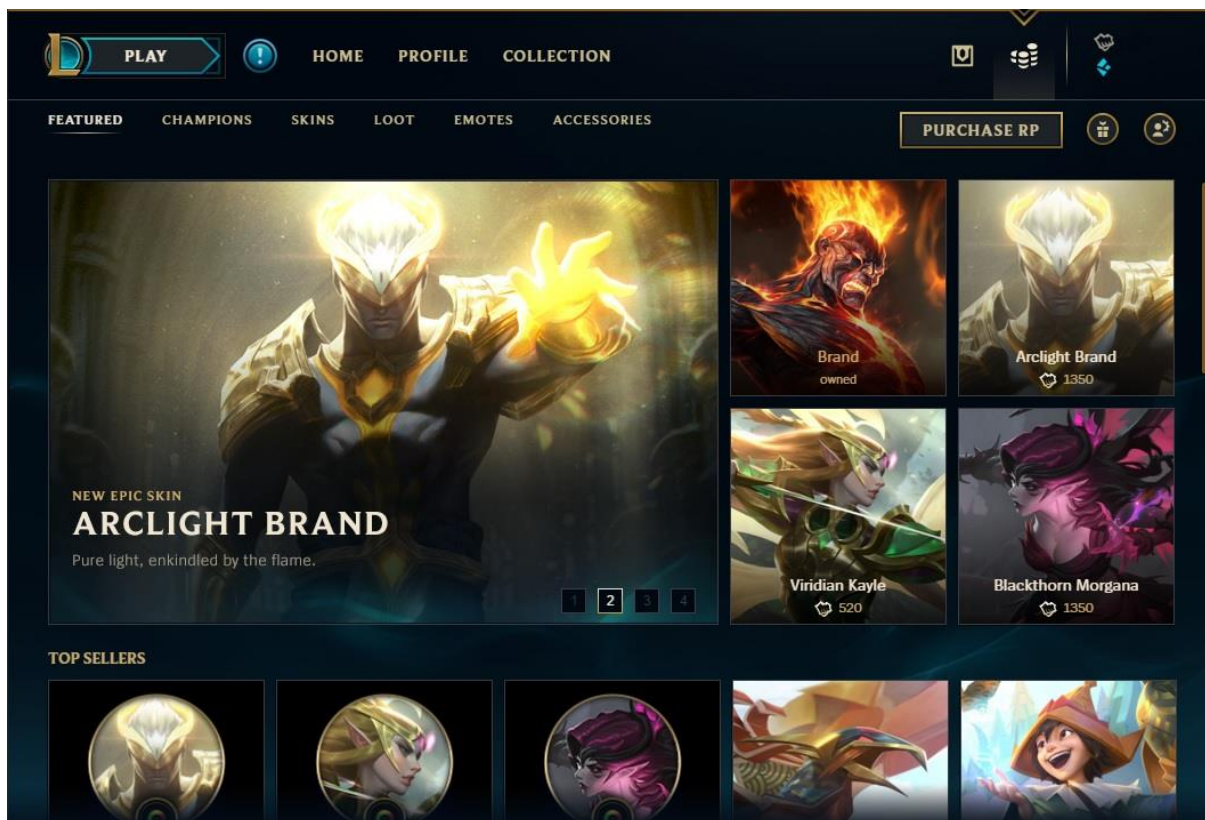 PLAY
HOME PROFILE COLLECTION
FEATURED CHAMPIONS SKINS LOOT EMOTES ACCESSORIES
PURCHASE RP
NEW EPIC SKIN
ARCLIGHT BRAND
Pure light, enkindled by the flame.
1 2 3 4
Brand
owned
Arclight Brand
1350
Viridian Kayle
520
Blackthorn Morgana
1350
TOP SELLERS